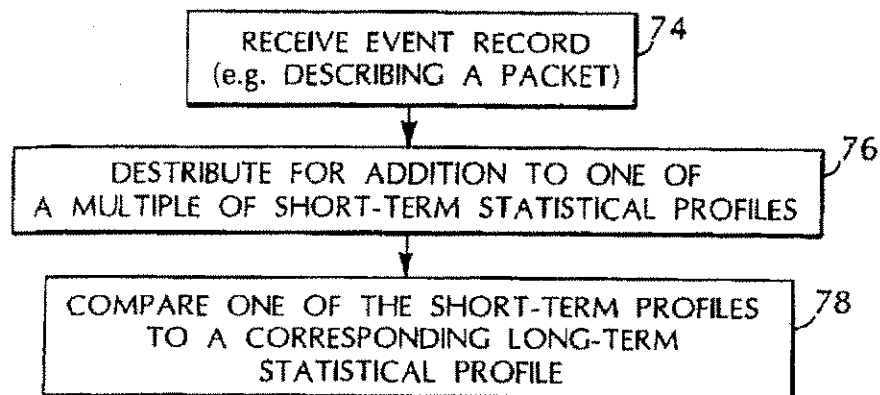 RECEIVE EVENT RECORD
(e.g. DESCRIBING A PACKET)
74
DESTRIBUTE FOR ADDITION TO ONE OF
A MULTIPLE OF SHORT-TERM STATISTICAL PROFILES
76
COMPARE ONE OF THE SHORT-TERM PROFILES
TO A CORRESPONDING LONG-TERM
STATISTICAL PROFILE
78